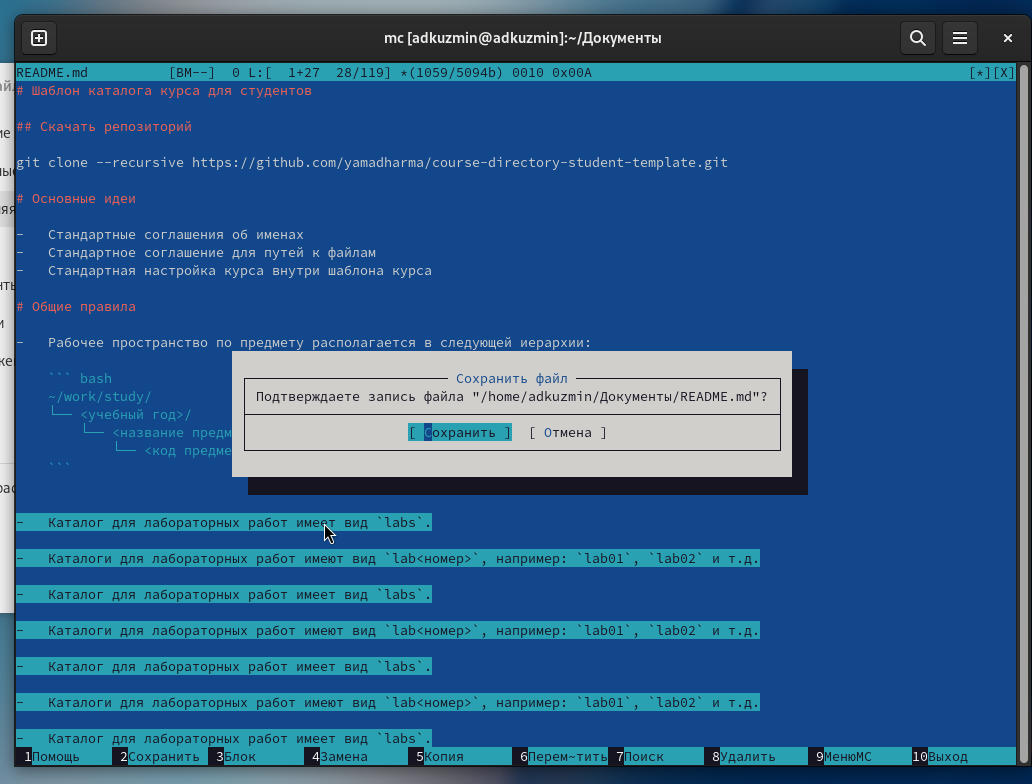 mc [adkuzmin@adkuzmin]:~/Документы
README.md [BM--] 0 L:[ 1+27 28/119] *(1059/5094b) 0010 0x00A [*][X]
# Шаблон каталога курса для студентов
## Скачать репозиторий
git clone --recursive https://github.com/yamadharma/course-directory-student-template.git
# Основные идеи
- Стандартные соглашения об именах
- Стандартное соглашение для путей к файлам
- Стандартная настройка курса внутри шаблона курса
# Общие правила
- Рабочее пространство по предмету располагается в следующей иерархии:
``` bash
~/work/study/
└── <учебный год>/
└── <название предм
└── <код предме
```
Сохранить файл
Подтверждаете запись файла "/home/adkuzmin/Документы/README.md"?
[ Сохранить ] [ Отмена ]
- Каталог для лабораторных работ имеет вид `labs`.
- Каталоги для лабораторных работ имеют вид `lab<номер>`, например: `lab01`, `lab02` и т.д.
- Каталог для лабораторных работ имеет вид `labs`.
- Каталоги для лабораторных работ имеют вид `lab<номер>`, например: `lab01`, `lab02` и т.д.
- Каталог для лабораторных работ имеет вид `labs`.
- Каталоги для лабораторных работ имеют вид `lab<номер>`, например: `lab01`, `lab02` и т.д.
- Каталог для лабораторных работ имеет вид `labs`.
1Помощь 2Сохранить 3Блок 4Замена 5Копия 6Перем~тить 7Поиск 8Удалить 9МенюMC 10Выход